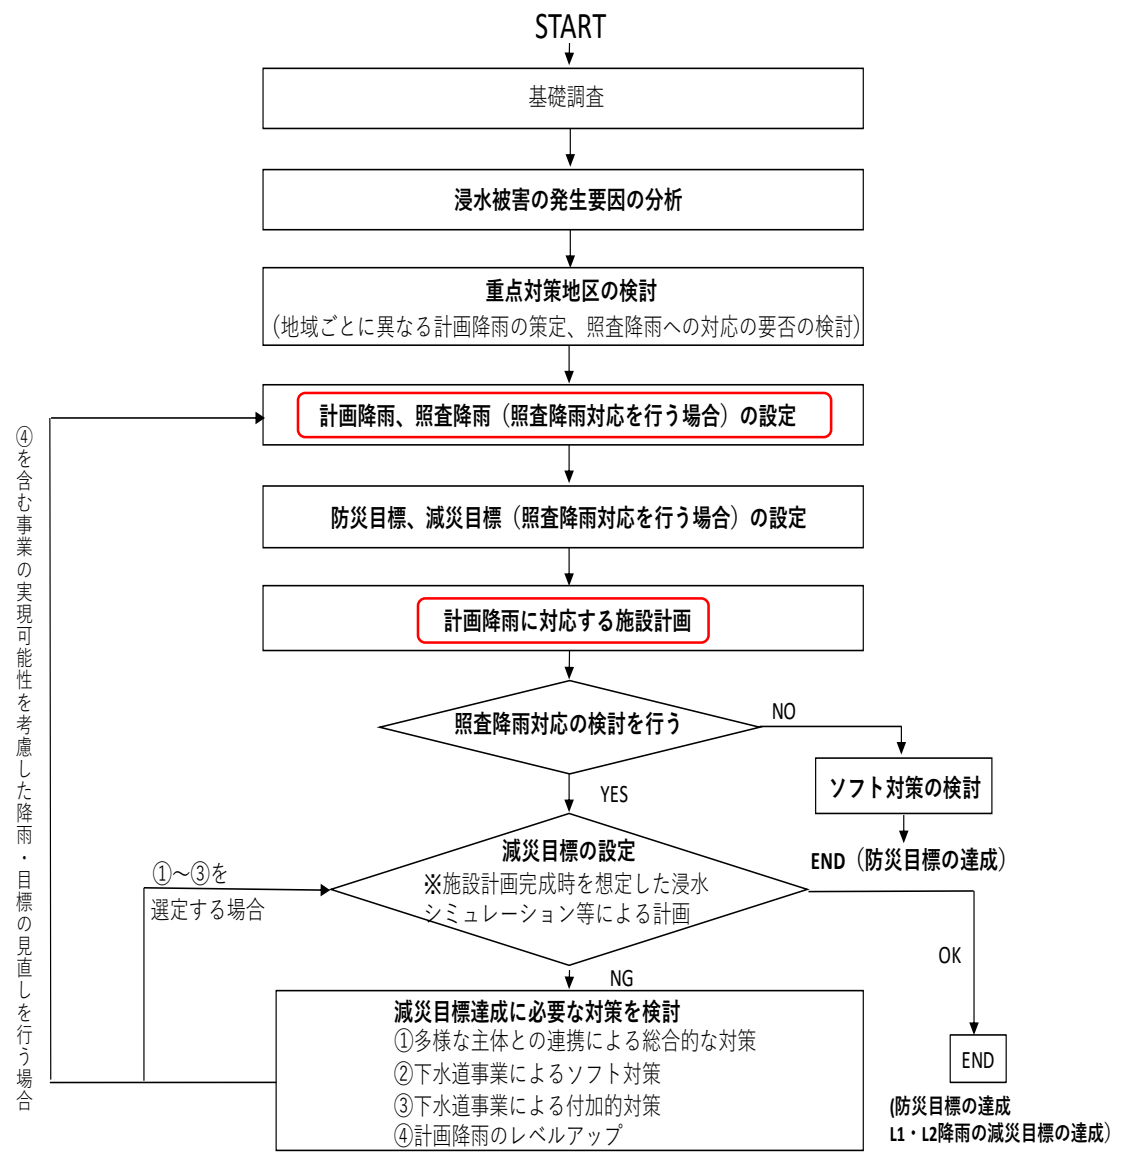 START
基礎調査
浸水被害の発生要因の分析
重点対策地区の検討
（地域ごとに異なる計画降雨の策定、照査降雨への対応の要否の検討）
計画降雨、照査降雨（照査降雨対応を行う場合）の設定
防災目標、減災目標（照査降雨対応を行う場合）の設定
計画降雨に対応する施設計画
照査降雨対応の検討を行う
NO
ソフト対策の検討
END（防災目標の達成）
YES
減災目標の設定
※施設計画完成時を想定した浸水
シミュレーション等による計画
①～③を
選定する場合
OK
NG
減災目標達成に必要な対策を検討
①多様な主体との連携による総合的な対策
②下水道事業によるソフト対策
③下水道事業による付加的対策
④計画降雨のレベルアップ
END
(防災目標の達成
L1・L2降雨の減災目標の達成）
④を含む事業の実現可能性を考慮した降雨・目標の見直しを行う場合